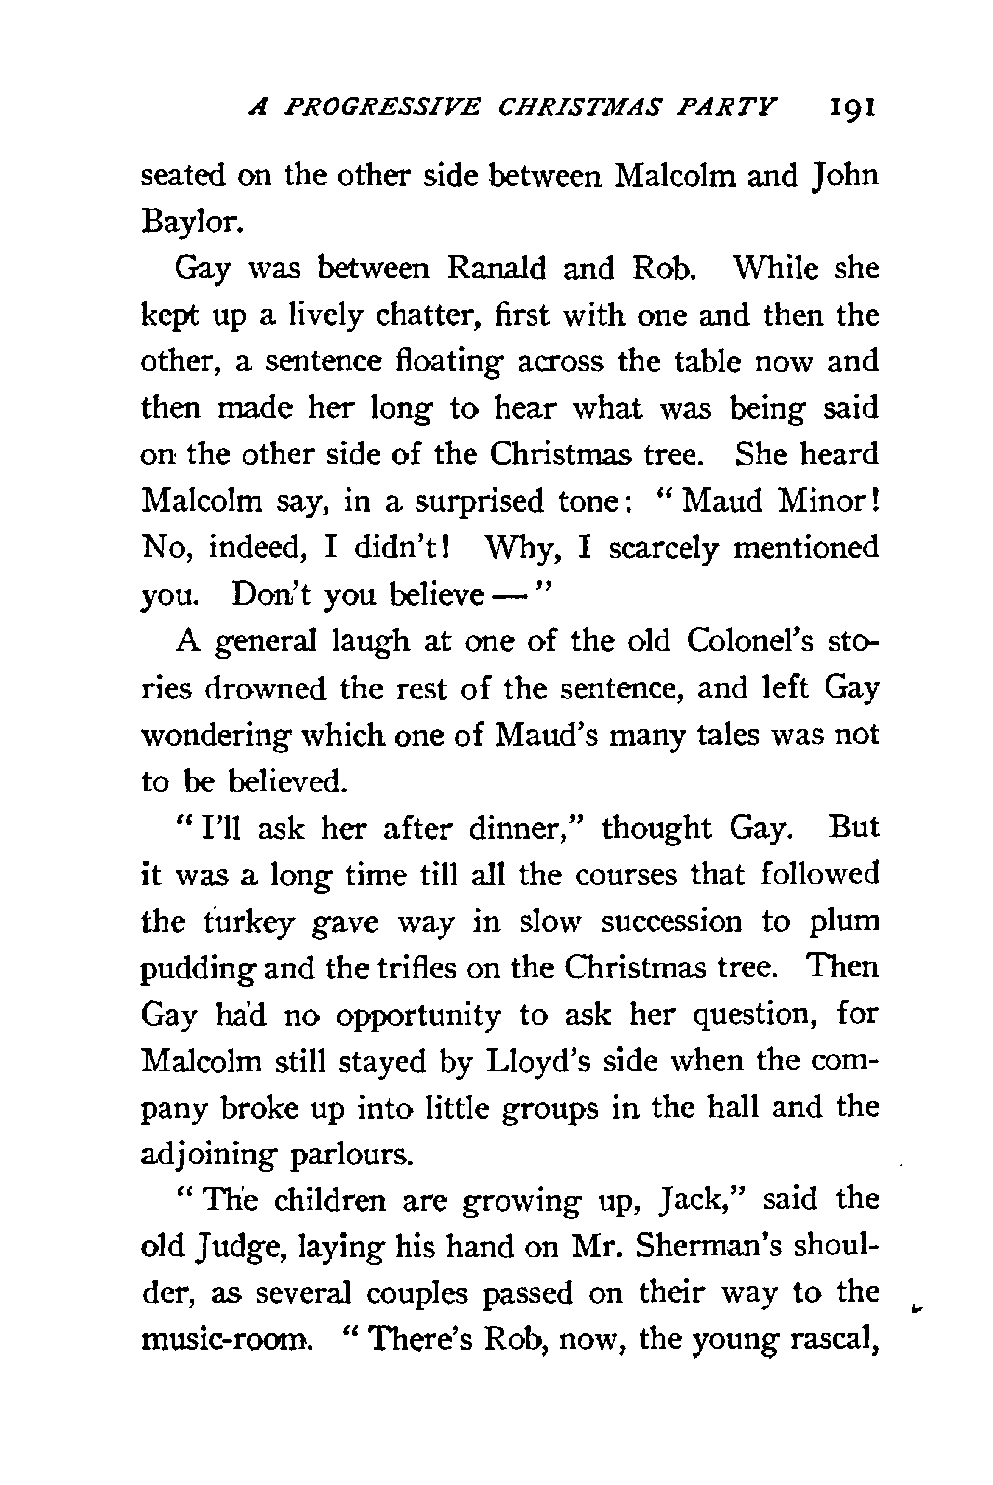 A PROGRESSIVE CHRISTMAS PARTY 191
seated on the other side between Malcolm and John
Baylor.
Gay was between Ranald and Rob. While she
kept up a lively chatter, first with one and then the
other, a sentence floating across the table now and
then made her long to hear what was being said
on the other side of the Christmas tree. She heard
Malcolm say, in a surprised tone: “Maud Minor!
No, indeed, I didn’t! Why, I scarcely mentioned
you. Don’t you believe — ”
A general laugh at one of the old Colonel’s sto-
ries drowned the rest of the sentence, and left Gay
wondering which one of Maud’s many tales was not
to be believed.
“I’ll ask her after dinner,” thought Gay. But
it was a long time till all the courses that followed
the turkey gave way in slow succession to plum
pudding and the trifles on the Christmas tree. Then
Gay had no opportunity to ask her question, for
Malcolm still stayed by Lloyd’s side when the com-
pany broke up into little groups in the hall and the
adjoining parlours.
“The children are growing up, Jack,” said the
old Judge, laying his hand on Mr. Sherman’s shoul-
der, as several couples passed on their way to the
music-room. “There’s Rob, now, the young rascal,